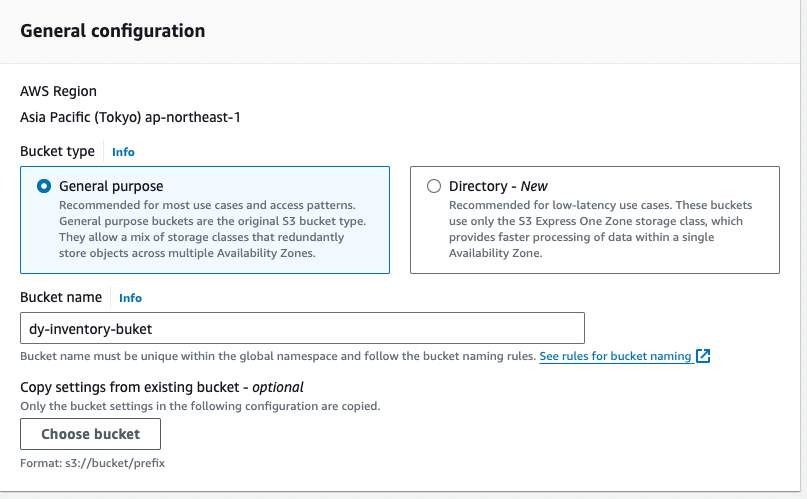 General configuration
AWS Region
Asia Pacific (Tokyo) ap-northeast-1
Bucket type Info
General purpose
Recommended for most use cases and access patterns.
General purpose buckets are the original S3 bucket type.
They allow a mix of storage classes that redundantly
store objects across multiple Availability Zones.
Directory - New
Recommended for low-latency use cases. These buckets
use only the S3 Express One Zone storage class, which
provides faster processing of data within a single
Availability Zone.
Bucket name Info
dy-inventory-buket
Bucket name must be unique within the global namespace and follow the bucket naming rules. See rules for bucket naming
Copy settings from existing bucket - optional
Only the bucket settings in the following configuration are copied.
Choose bucket
Format: s3://bucket/prefix